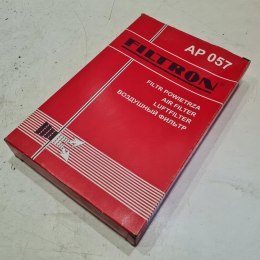 AP 057
FILTRON
FILTR POWIETRZA
AIR FILTER
LUFTFILTER
ВОЗДУШНЫЙ ФИЛЬТР